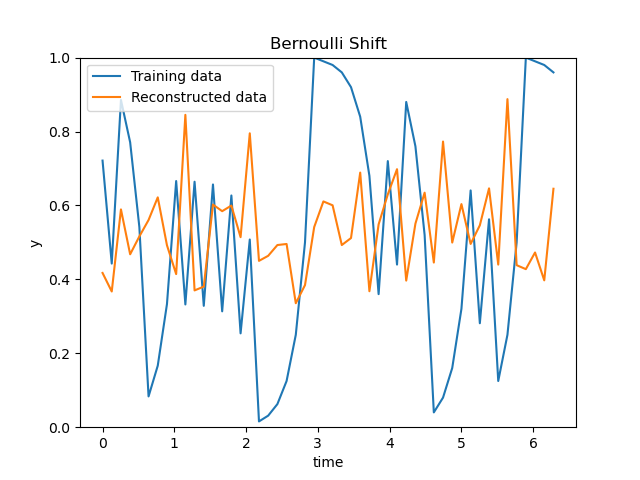 Bernoulli Shift
Training data
Reconstructed data
y
1.0
0.8
0.6
0.4
0.2
0.0
0 1 2 3 4 5 6
time